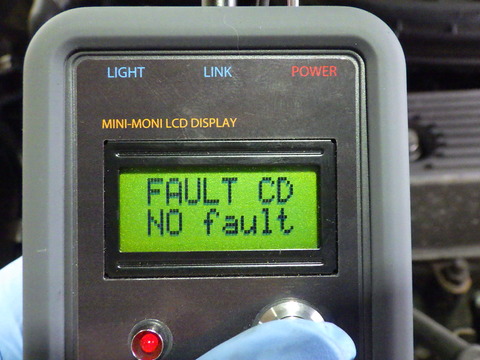 LIGHT LINK POWER
MINI-MONI LCD DISPLAY
FAULT CD
NO fault